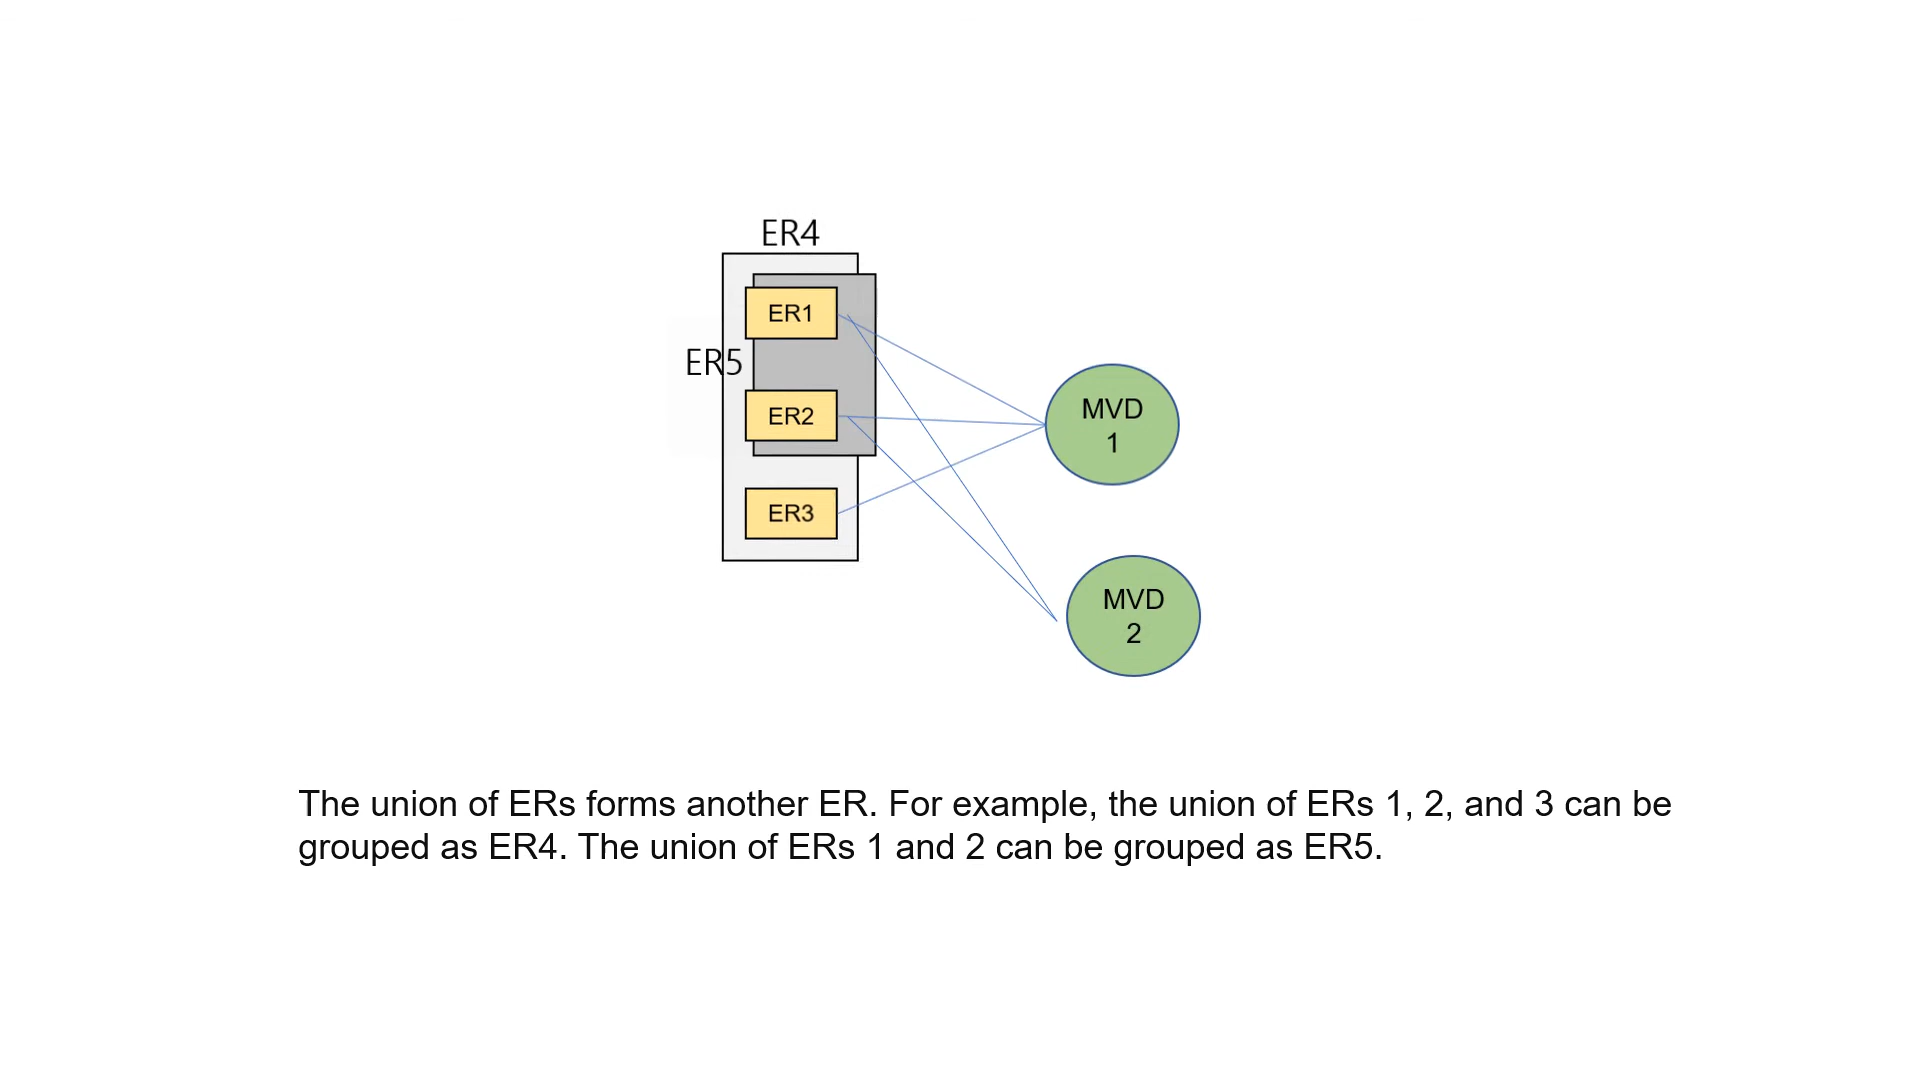 ER4
ER1
ER5
ER2
ER3
MVD
1
MVD
2
The union of ERs forms another ER. For example, the union of ERs 1, 2, and 3 can be
grouped as ER4. The union of ERs 1 and 2 can be grouped as ER5.